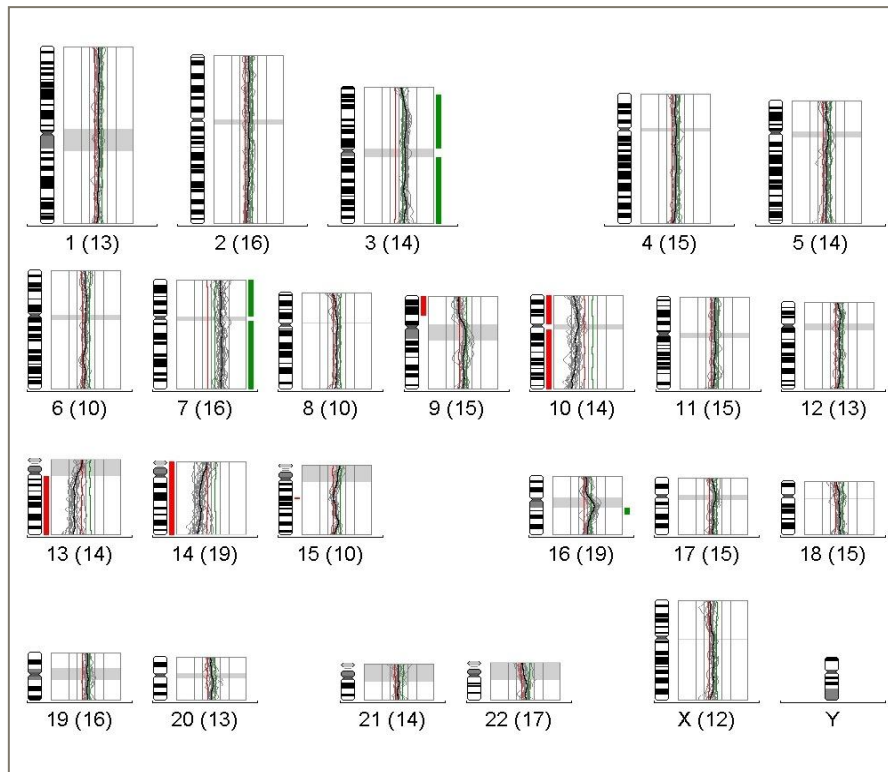 1 (13) 2 (16) 3 (14) 4 (15) 5 (14)
6 (10) 7 (16) 8 (10) 9 (15) 10 (14) 11 (15) 12 (13)
13 (14) 14 (19) 15 (10) 16 (19) 17 (15) 18 (15)
19 (16) 20 (13) 21 (14) 22 (17) X (12) Y